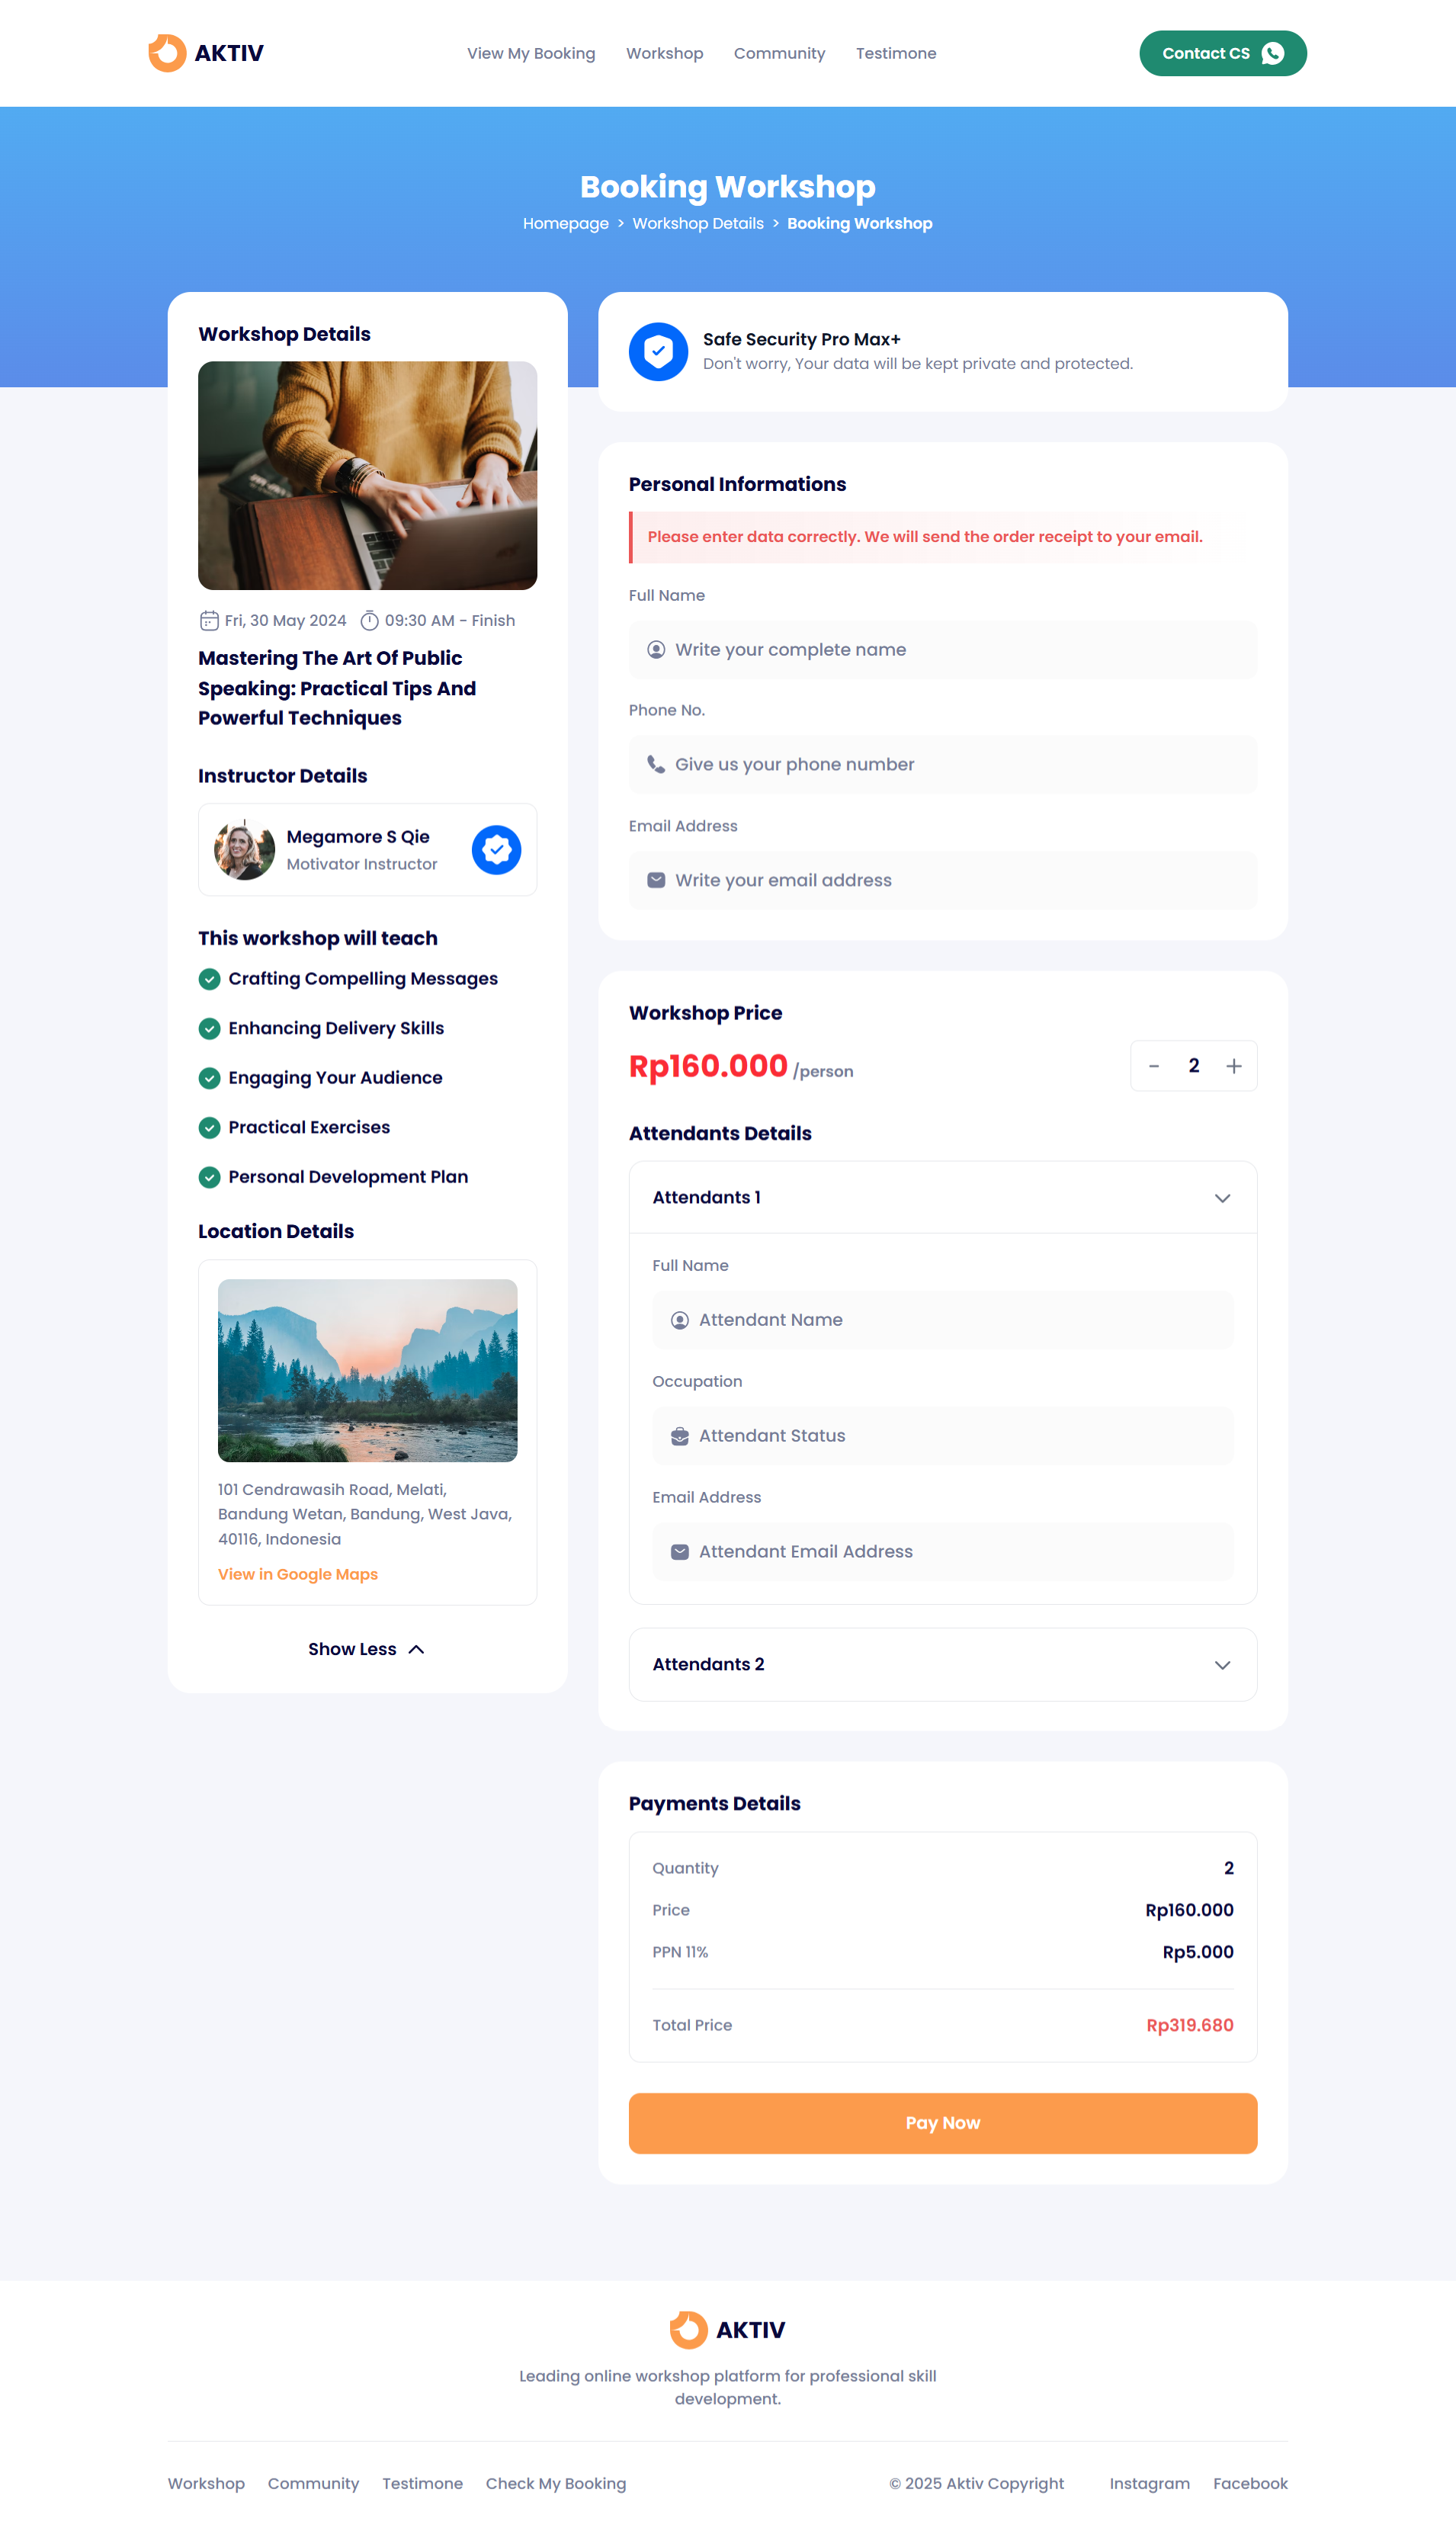 AKTIV
View My Booking Workshop Community Testimone
Contact CS
Booking Workshop
Homepage > Workshop Details > Booking Workshop
Workshop Details
Fri, 30 May 2024 09:30 AM - Finish
Mastering The Art Of Public
Speaking: Practical Tips And
Powerful Techniques
Instructor Details
Megamore S Qie
Motivator Instructor
This workshop will teach
Crafting Compelling Messages
Enhancing Delivery Skills
Engaging Your Audience
Practical Exercises
Personal Development Plan
Location Details
101 Cendrawasih Road, Melati,
Bandung Wetan, Bandung, West Java,
40116, Indonesia
View in Google Maps
Show Less
Safe Security Pro Max+
Don't worry, Your data will be kept private and protected.
Personal Informations
Please enter data correctly. We will send the order receipt to your email.
Full Name
Write your complete name
Phone No.
Give us your phone number
Email Address
Write your email address
Workshop Price
Rp160.000 /person
- 2 +
Attendants Details
Attendants 1
Full Name
Attendant Name
Occupation
Attendant Status
Email Address
Attendant Email Address
Attendants 2
Payments Details
Quantity 2
Price Rp160.000
PPN 11% Rp5.000
Total Price Rp319.680
Pay Now
AKTIV
Leading online workshop platform for professional skill
development.
Workshop Community Testimone Check My Booking © 2025 Aktiv Copyright Instagram Facebook